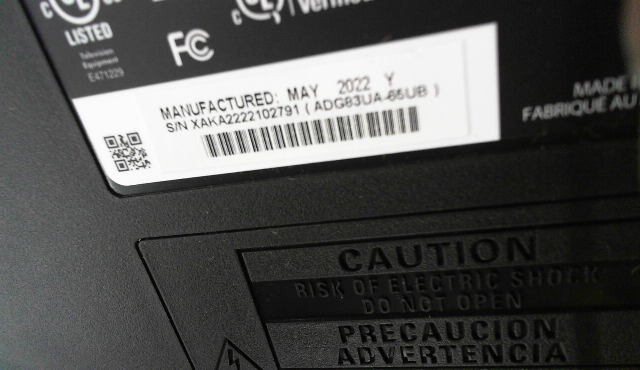 UL
LISTED
Television
Equipment
E471229
FC
MANUFACTURED: MAY 2022 Y
S/N XAKA2222102791 ( ADG83UA-65UB )
MADE
FABRIQUE AU
CAUTION
RISK OF ELECTRIC SHOCK
DO NOT OPEN
PRECAUCION
ADVERTENCIA